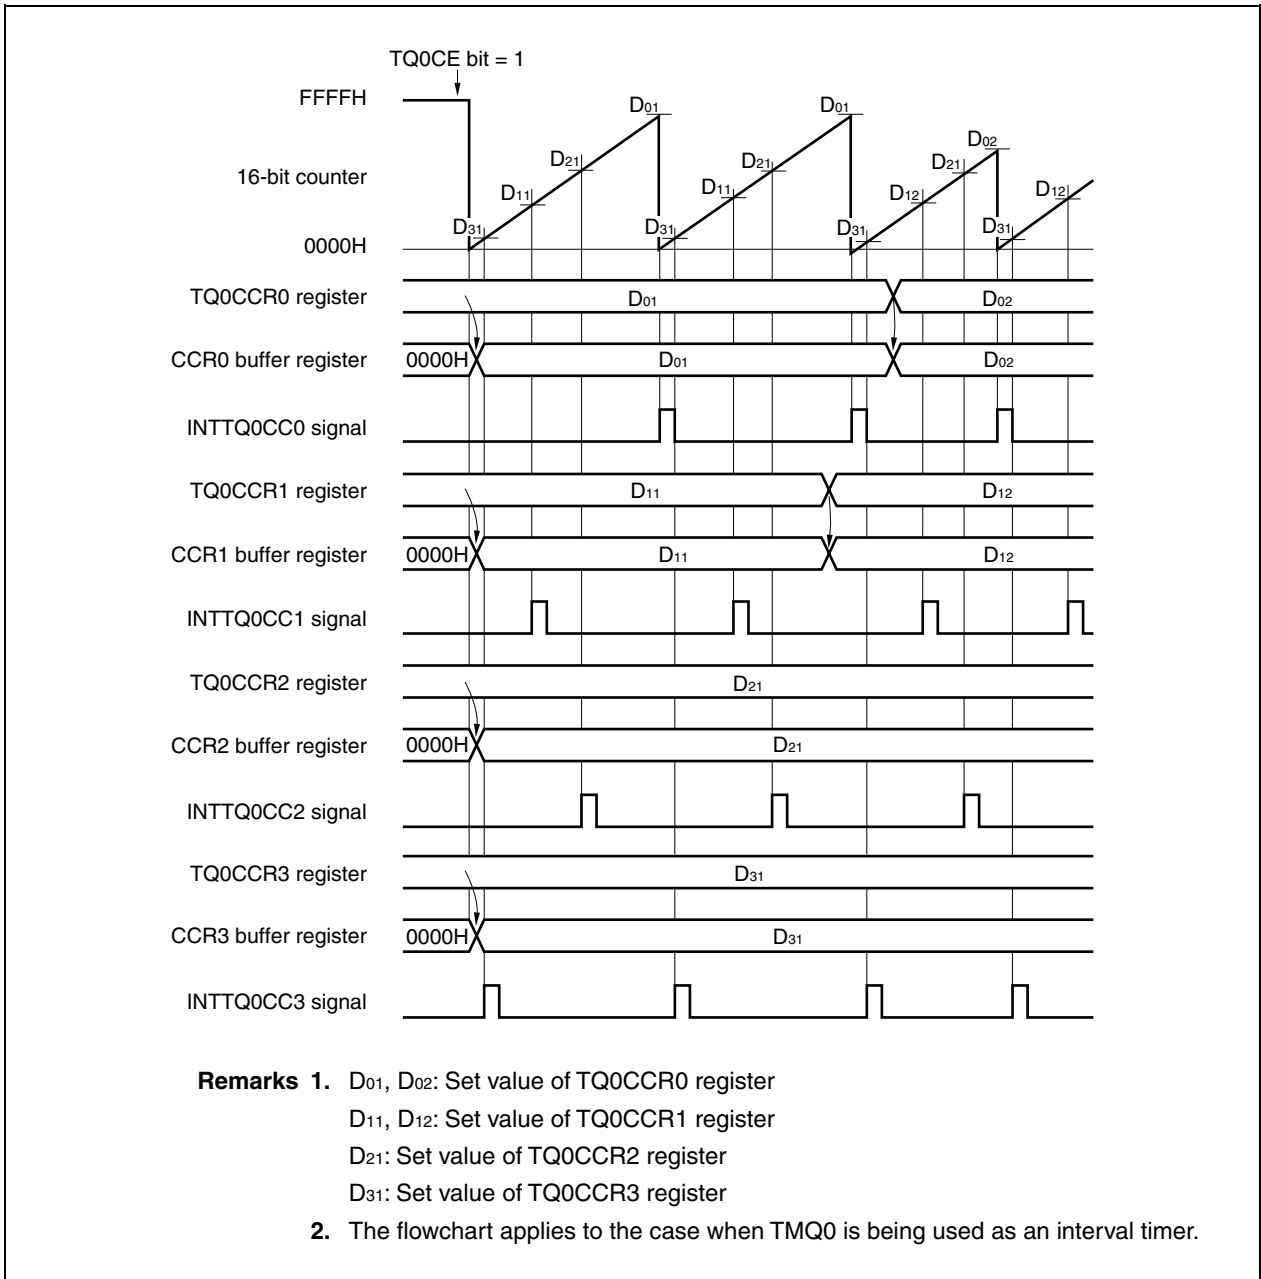 TQ0CE bit = 1
FFFFH
D01 D01
D02
D21 D21 D21
16-bit counter
D11 D11 D12 D12
D31 D31 D31 D31
0000H
TQ0CCR0 register D01 D02
CCR0 buffer register 0000H D01 D02
INTTQ0CC0 signal
TQ0CCR1 register D11 D12
CCR1 buffer register 0000H D11 D12
INTTQ0CC1 signal
TQ0CCR2 register D21
CCR2 buffer register 0000H D21
INTTQ0CC2 signal
TQ0CCR3 register D31
CCR3 buffer register 0000H D31
INTTQ0CC3 signal
Remarks 1. D01, D02: Set value of TQ0CCR0 register
D11, D12: Set value of TQ0CCR1 register
D21: Set value of TQ0CCR2 register
D31: Set value of TQ0CCR3 register
2. The flowchart applies to the case when TMQ0 is being used as an interval timer.